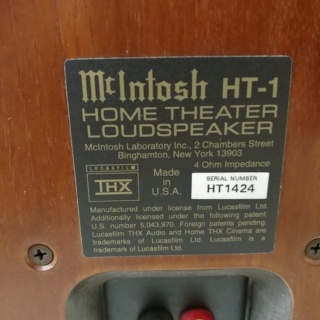 McIntosh HT-1
HOME THEATER
LOUDSPEAKER
McIntosh Laboratory Inc., 2 Chambers Street
Binghamton, New York 13903
4 Ohm Impedance
LUCASFILM
THX
Made
in
U.S.A.
SERIAL NUMBER
HT1424
Manufactured under license from Lucasfilm Ltd.
Additionally licensed under the following patent:
U.S. number 5,043,970. Foreign patents pending.
Lucasfilm THX Audio and Home THX Cinema are
trademarks of Lucasfilm Ltd. Lucasfilm is a
trademark of Lucasfilm Ltd.